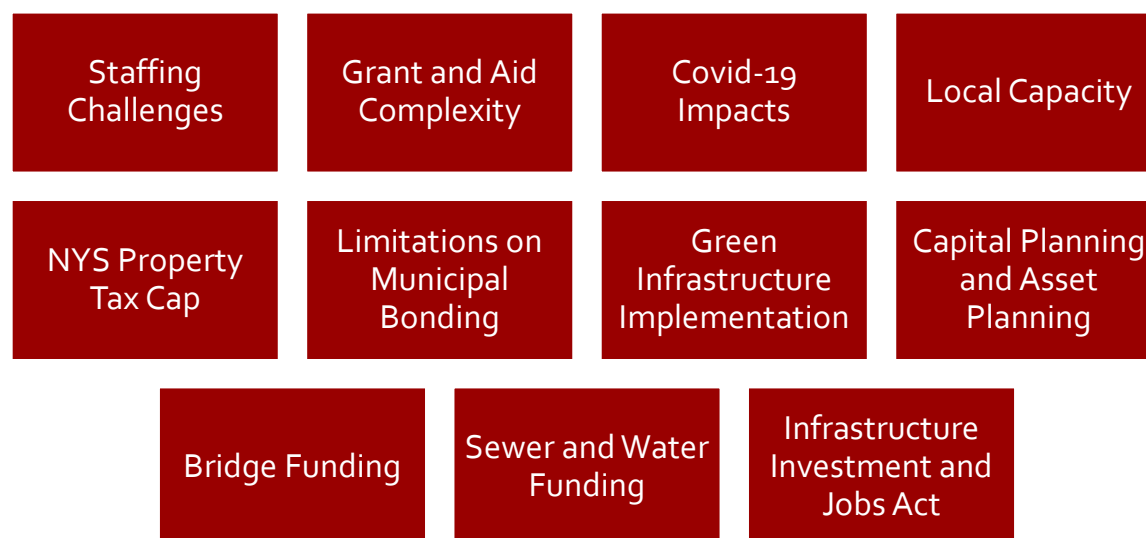 Staffing
Challenges
Grant and Aid
Complexity
Covid-19
Impacts
Local Capacity
NYS Property
Tax Cap
Limitations on
Municipal
Bonding
Green
Infrastructure
Implementation
Capital Planning
and Asset
Planning
Bridge Funding
Sewer and Water
Funding
Infrastructure
Investment and
Jobs Act